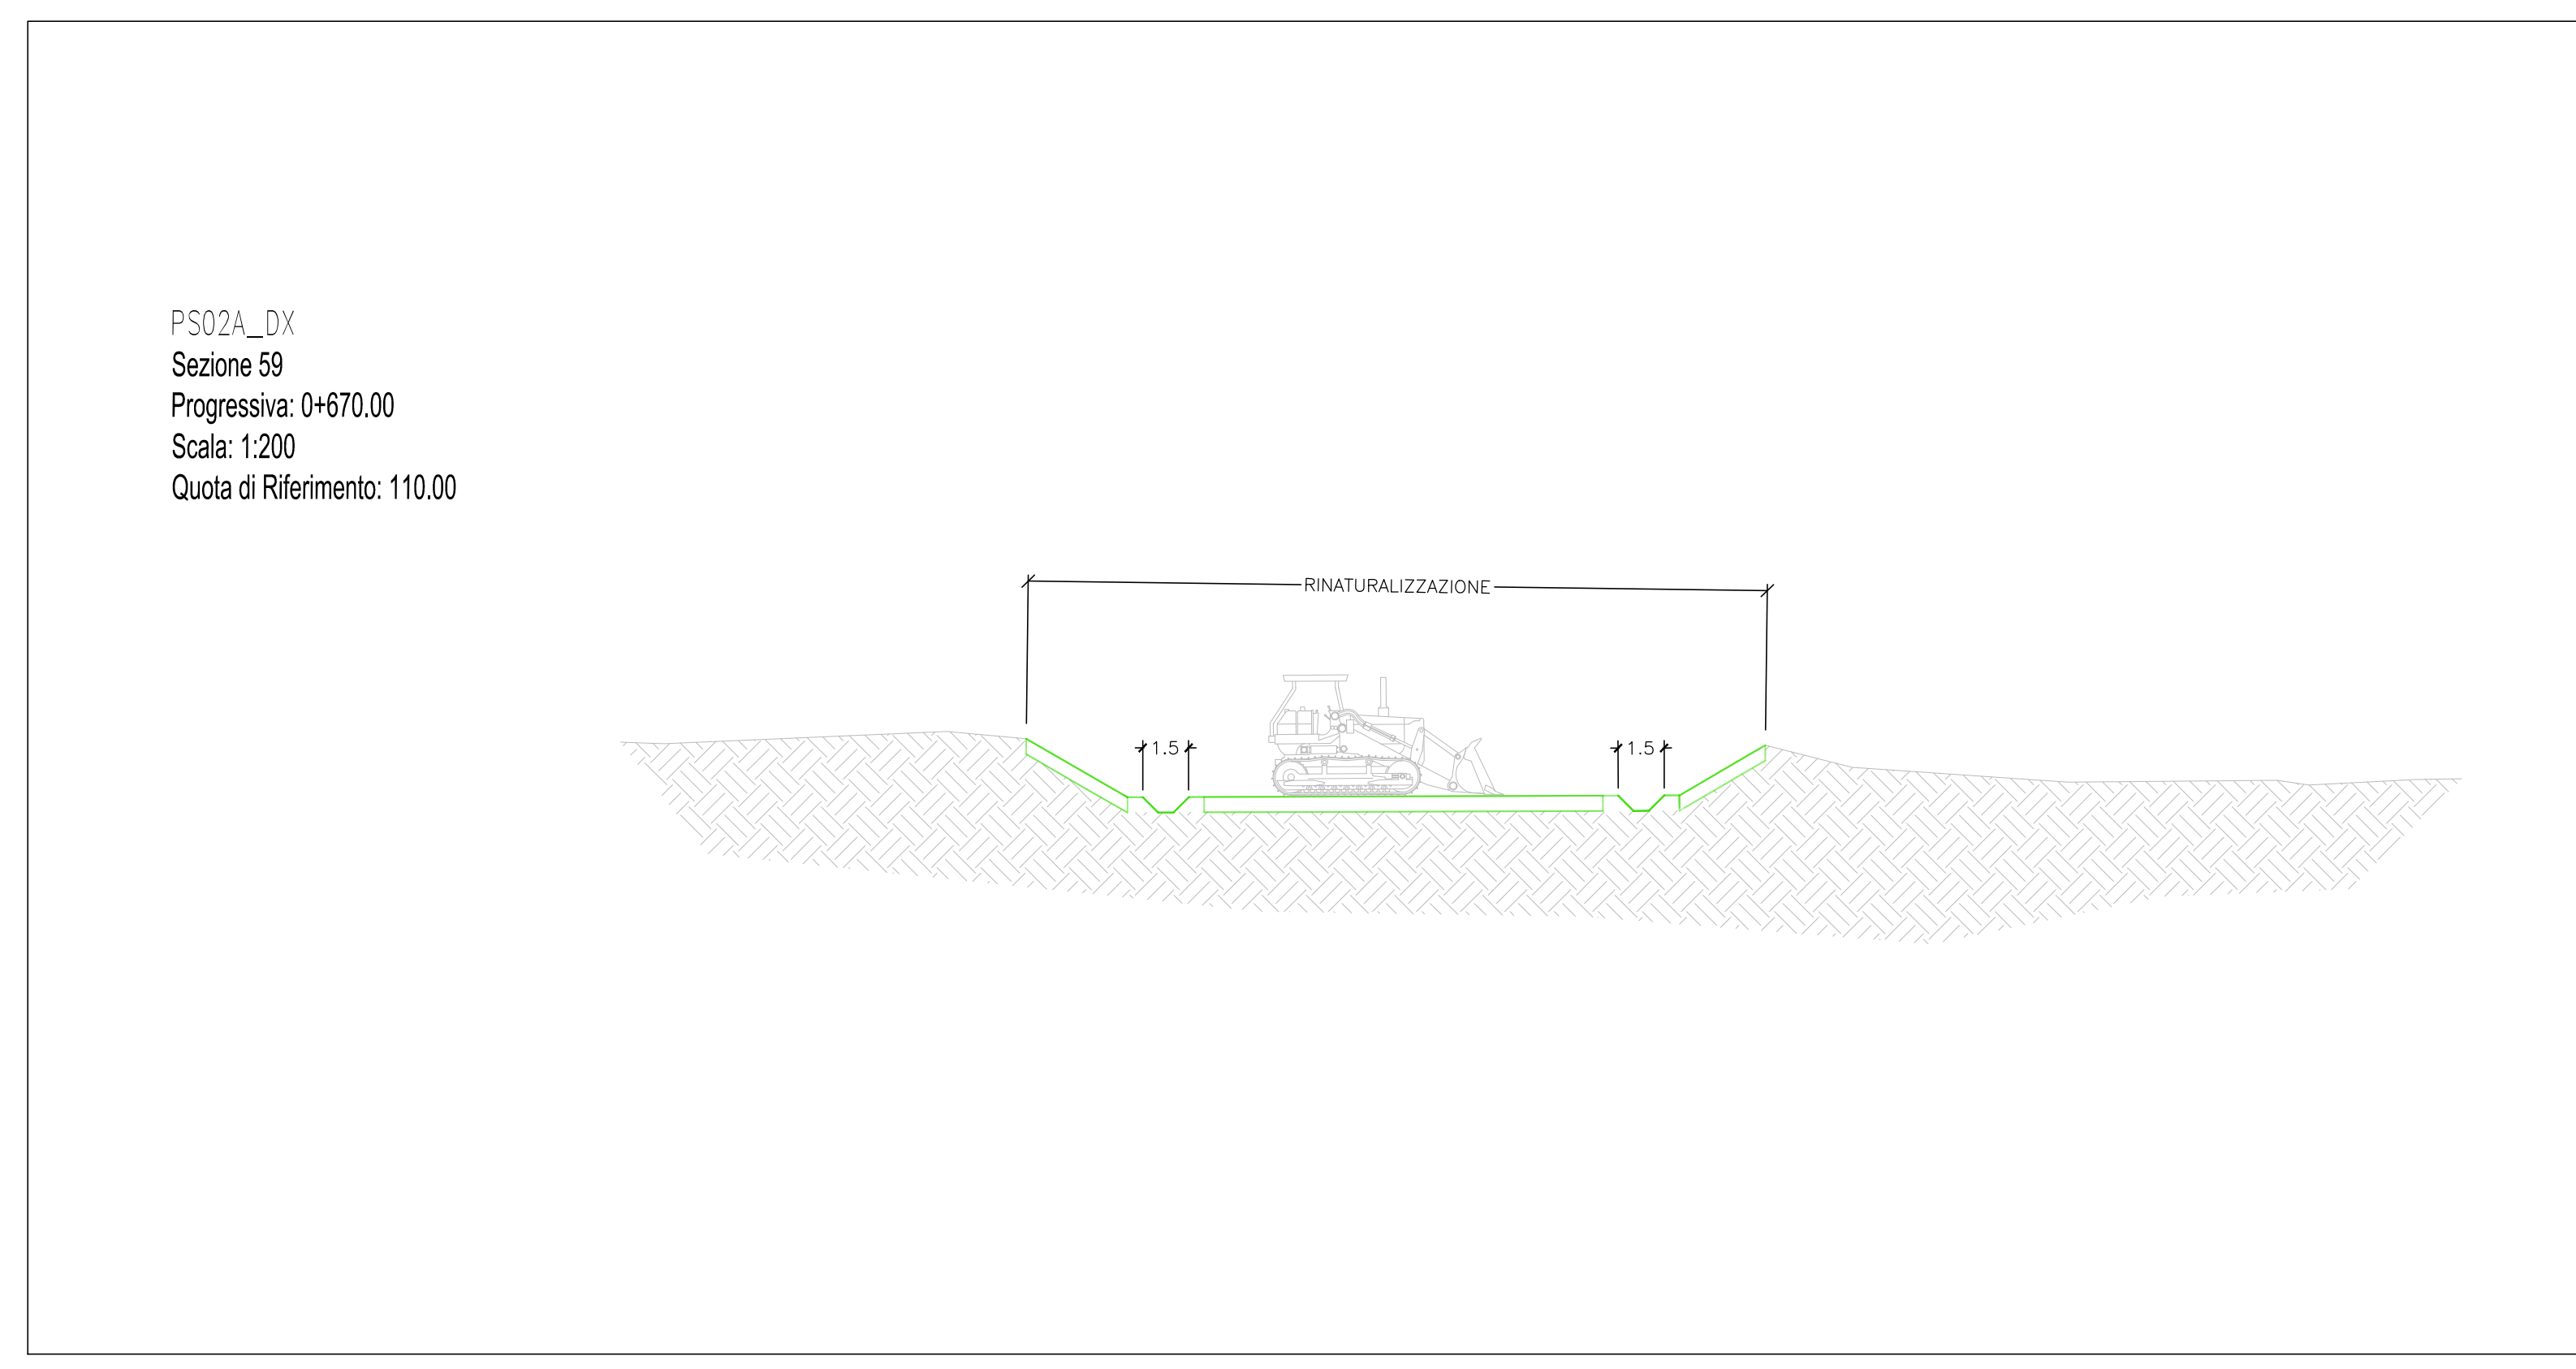 PS02A_DX
Sezione 59
Progressiva: 0+670.00
Scala: 1:200
Quota di Riferimento: 110.00
RINATURALIZZAZIONE
1.5
1.5